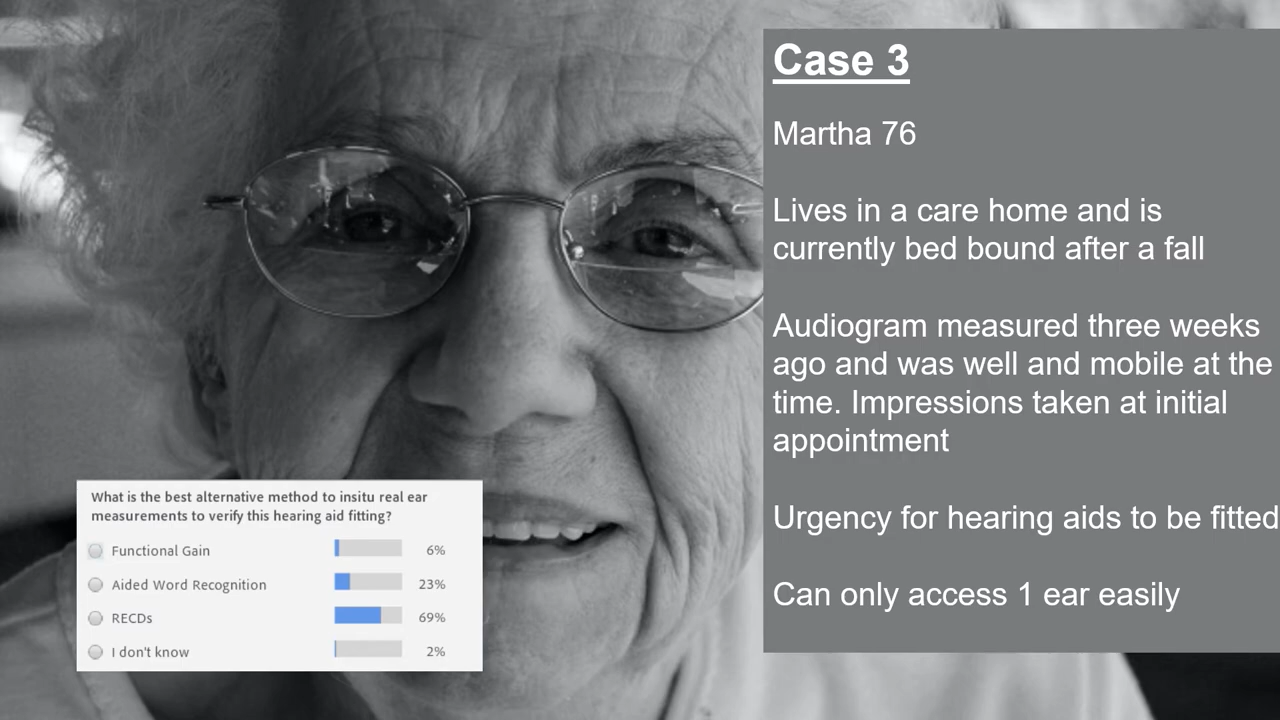 Case 3
Martha 76
Lives in a care home and is
currently bed bound after a fall
Audiogram measured three weeks
ago and was well and mobile at the
time. Impressions taken at initial
appointment
Urgency for hearing aids to be fitted
Can only access 1 ear easily
What is the best alternative method to insitu real ear
measurements to verify this hearing aid fitting?
Functional Gain 6%
Aided Word Recognition 23%
RECDs 69%
I don't know 2%